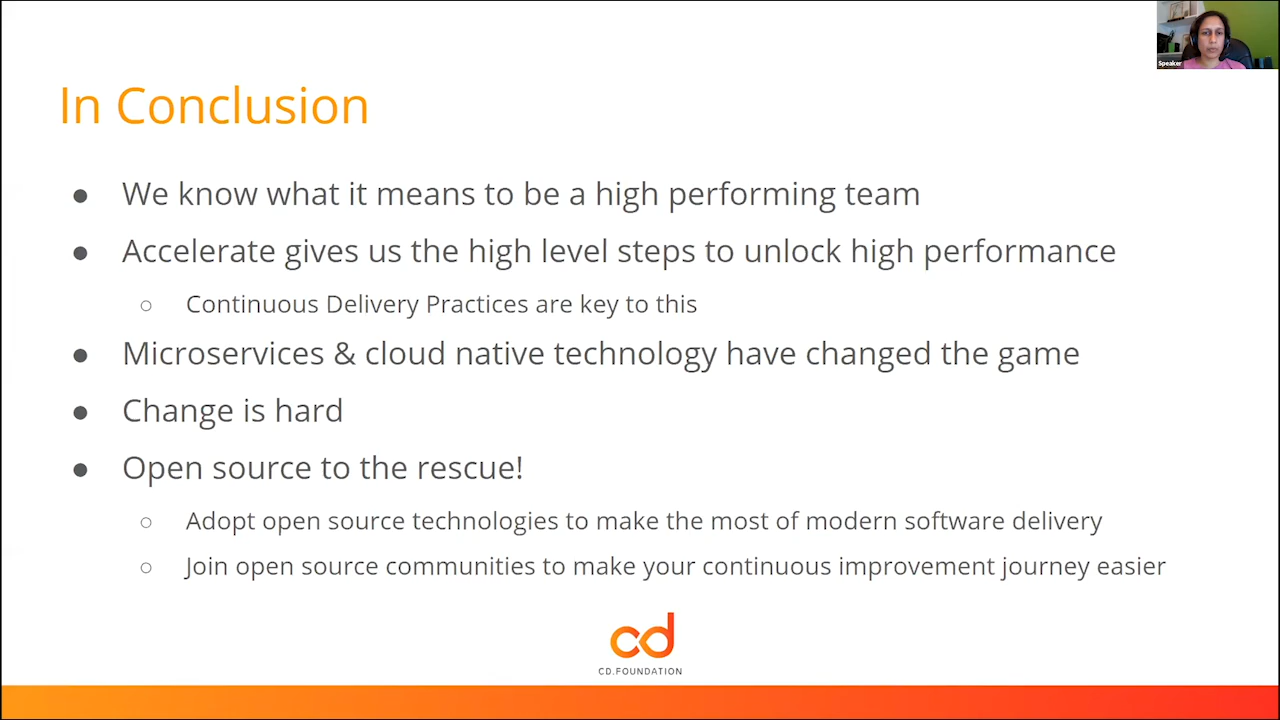 Speaker
In Conclusion
● We know what it means to be a high performing team
● Accelerate gives us the high level steps to unlock high performance
○ Continuous Delivery Practices are key to this
● Microservices & cloud native technology have changed the game
● Change is hard
● Open source to the rescue!
○ Adopt open source technologies to make the most of modern software delivery
○ Join open source communities to make your continuous improvement journey easier
cd
CD.FOUNDATION